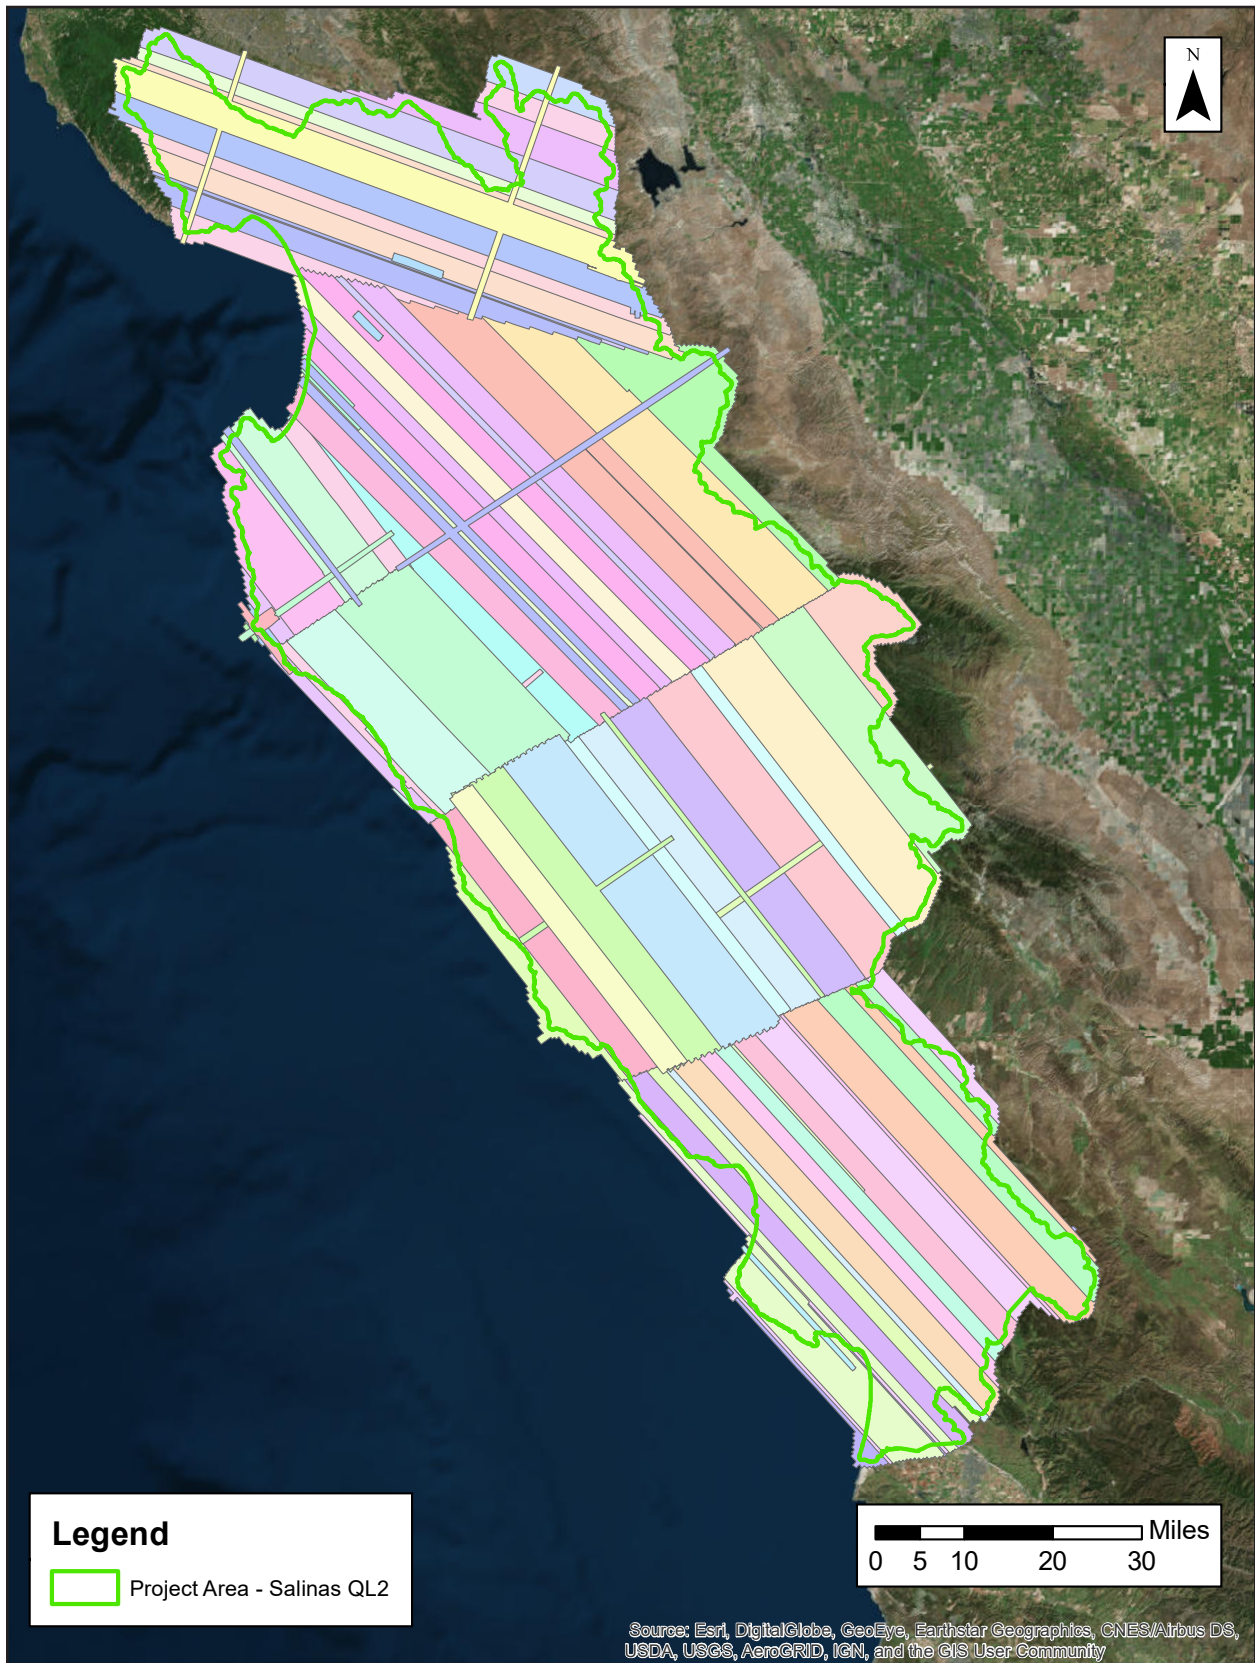 N
Legend
Project Area - Salinas QL2
Miles
0 5 10 20 30
Source: Esri, DigitalGlobe, GeoEye, Earthstar Geographics, CNES/Airbus DS,
USDA, USGS, AeroGRID, IGN, and the GIS User Community